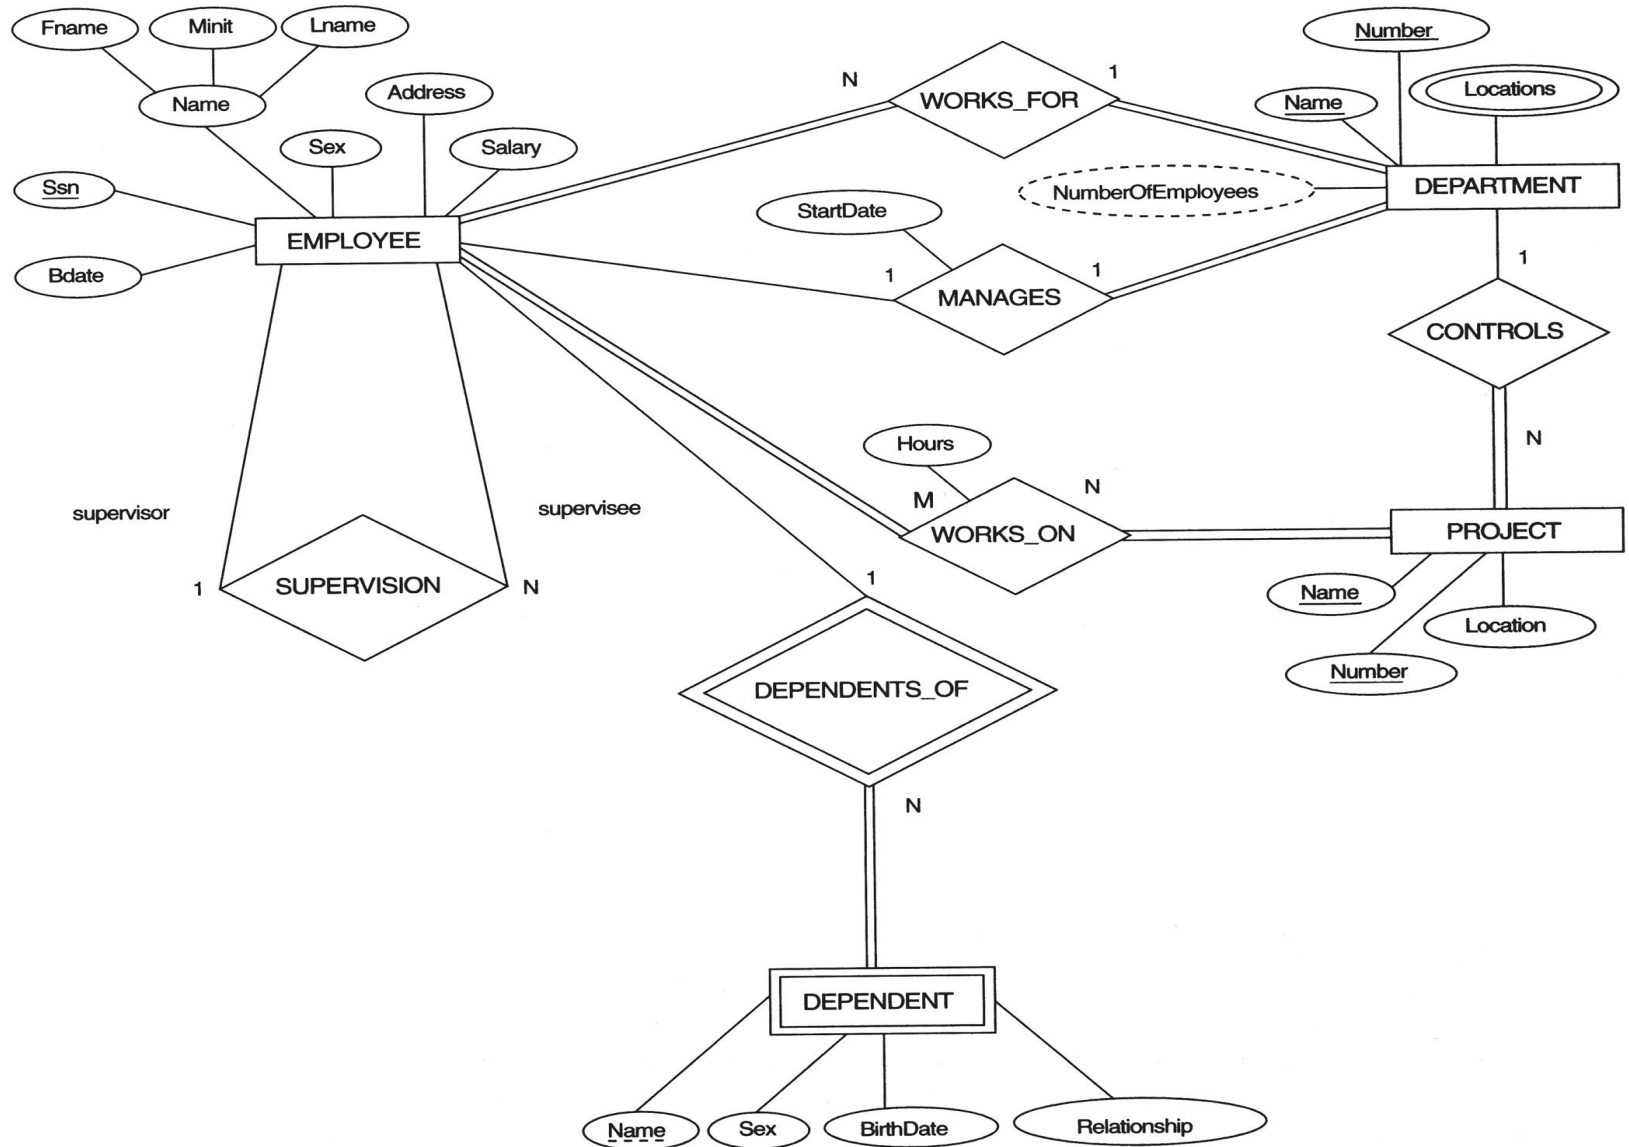 Fname
Minit
Lname
Name
Address
Sex
Salary
Ssn
Bdate
EMPLOYEE
N
WORKS_FOR
1
Number
Name
Locations
NumberOfEmployees
DEPARTMENT
StartDate
1
MANAGES
1
1
CONTROLS
N
supervisor
supervisee
1
SUPERVISION
N
Hours
M
N
WORKS_ON
PROJECT
Name
Number
Location
1
DEPENDENTS_OF
N
DEPENDENT
Name
Sex
BirthDate
Relationship